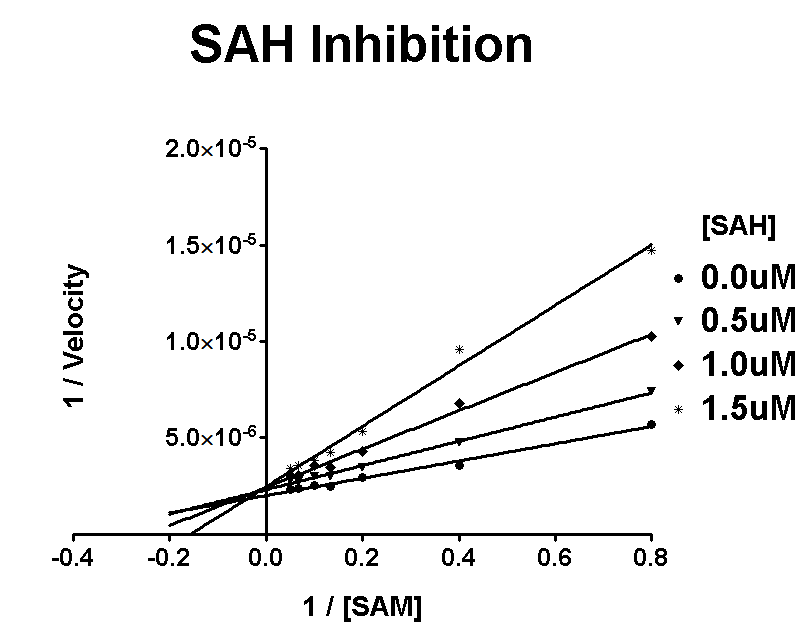 SAH Inhibition
2.0×10⁻⁵
1.5×10⁻⁵
1.0×10⁻⁵
5.0×10⁻⁶
1 / Velocity
-0.4 -0.2 0.0 0.2 0.4 0.6 0.8
1 / [SAM]
[SAH]
0.0uM
0.5uM
1.0uM
1.5uM